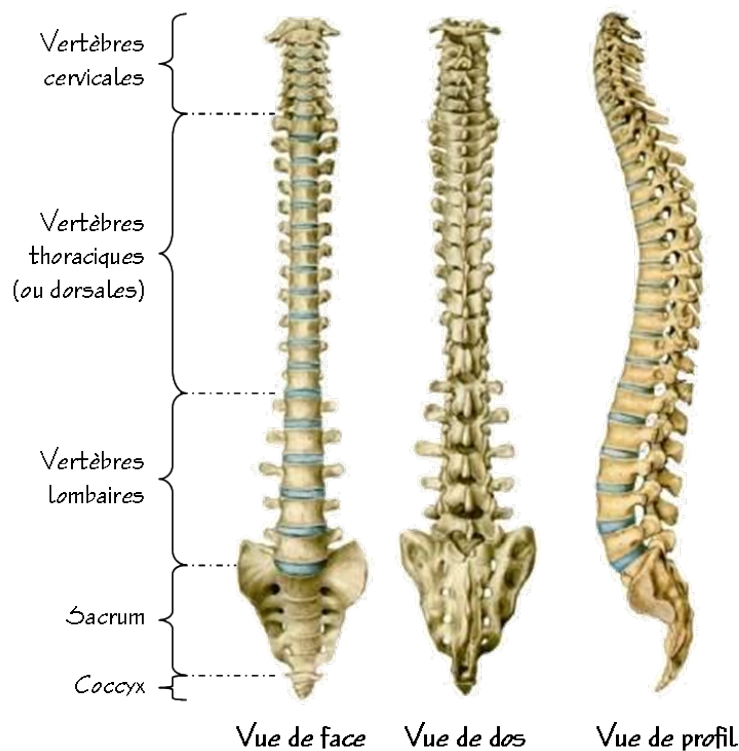 Vertèbres
cervicales
Vertèbres
thoraciques
(ou dorsales)
Vertèbres
lombaires
Sacrum
Coccyx
Vue de face
Vue de dos
Vue de profil